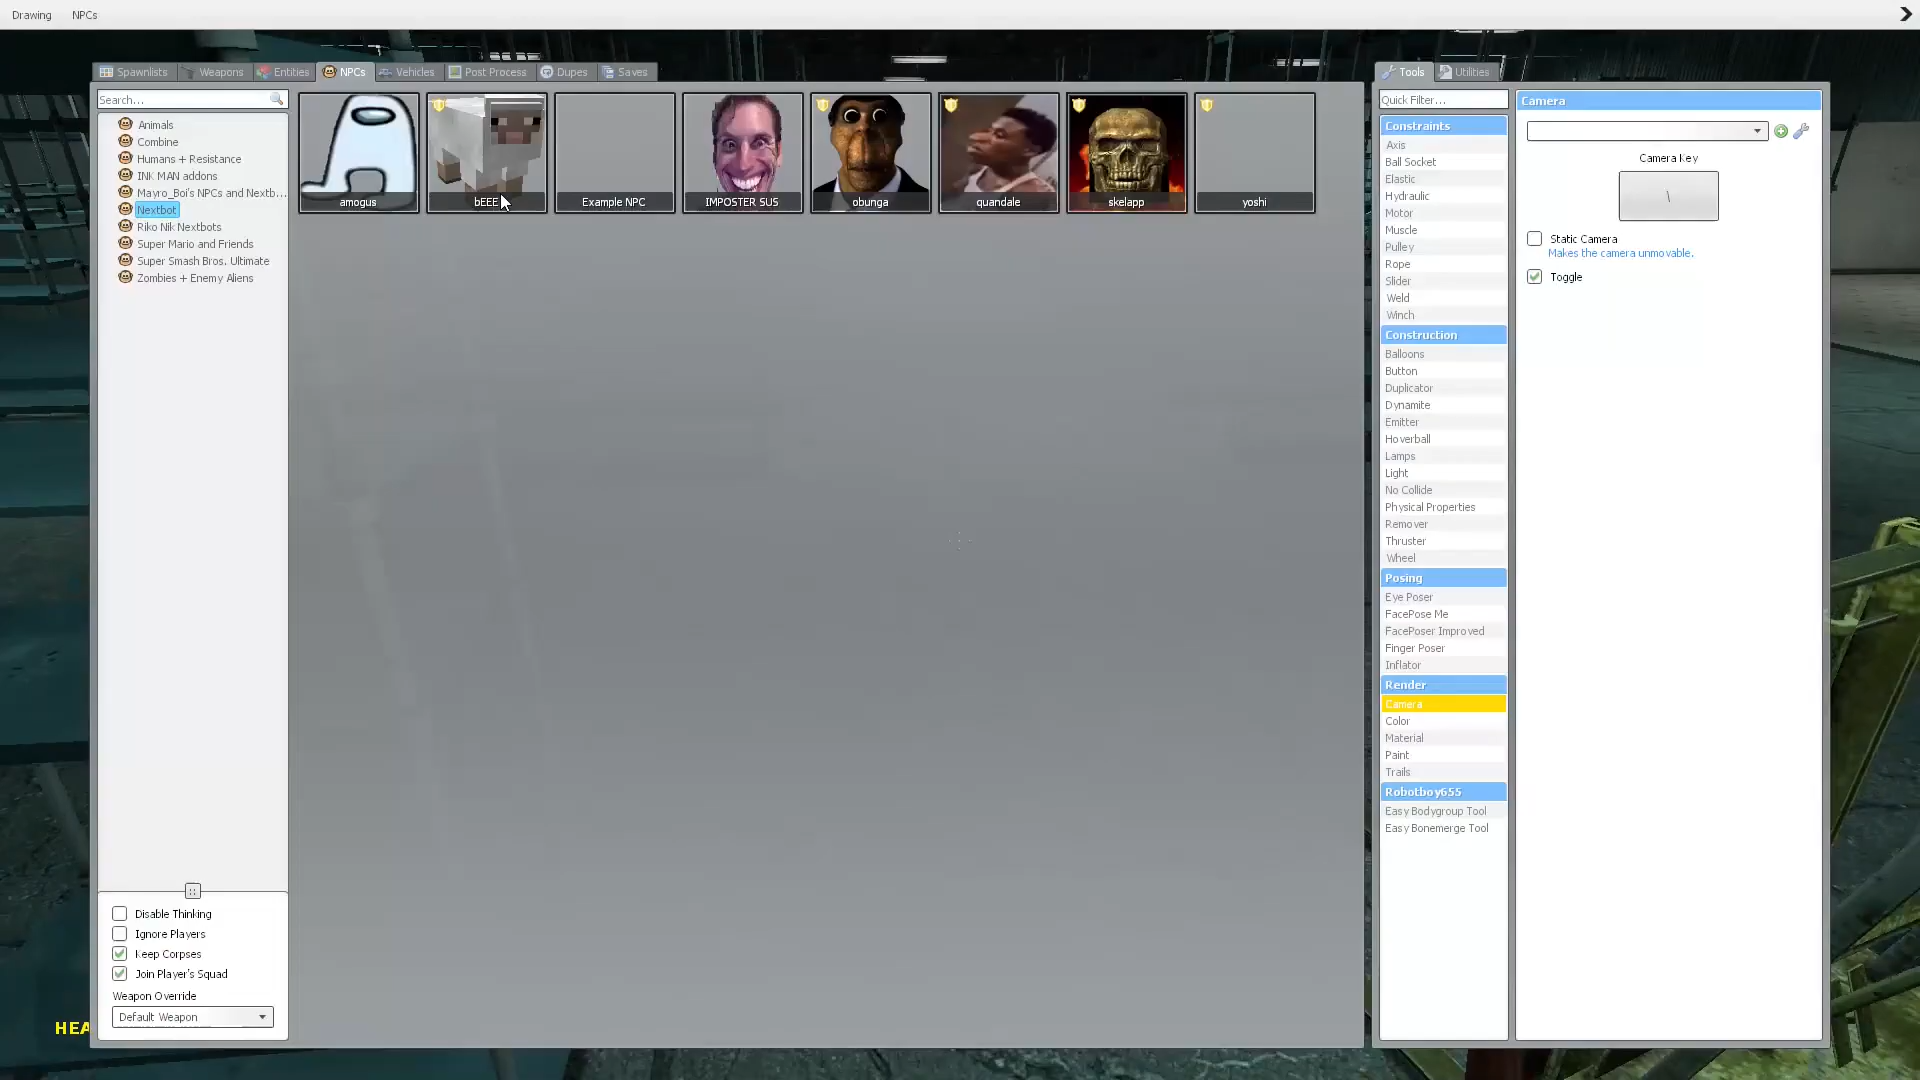 Drawing NPCs
Spawnlists Weapons Entities NPCs Vehicles Post Process Dupes Saves
Tools Utilities
Search...
Animals
Combine
Humans + Resistance
INK MAN addons
Mayro_Boi's NPCs and Nextb...
Nextbot
Riko Nik Nextbots
Super Mario and Friends
Super Smash Bros. Ultimate
Zombies + Enemy Aliens
amogus
bEEE
Example NPC
IMPOSTER SUS
obunga
quandale
skelapp
yoshi
Disable Thinking
Ignore Players
Keep Corpses
Join Player's Squad
Weapon Override
Default Weapon
HEA
Quick Filter...
Constraints
Axis
Ball Socket
Elastic
Hydraulic
Motor
Muscle
Pulley
Rope
Slider
Weld
Winch
Construction
Balloons
Button
Duplicator
Dynamite
Emitter
Hoverball
Lamps
Light
No Collide
Physical Properties
Remover
Thruster
Wheel
Posing
Eye Poser
FacePose Me
FacePoser Improved
Finger Poser
Inflator
Render
Camera
Color
Material
Paint
Trails
Robotboy655
Easy Bodygroup Tool
Easy Bonemerge Tool
Camera
Camera Key
\
Static Camera
Makes the camera unmovable.
Toggle